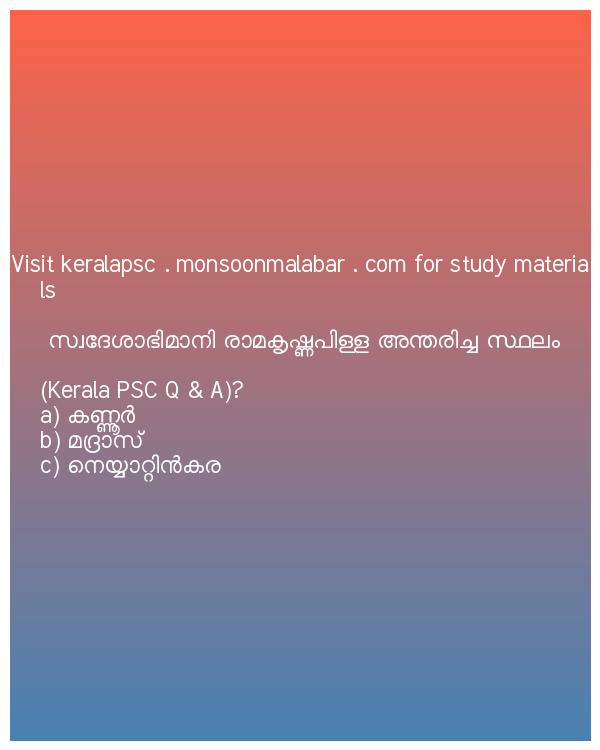 Visit keralapsc . monsoonmalabar . com for study materia
ls
സ്വദേശാഭിമാനി രാമകൃഷ്ണപിള്ള അന്തരിച്ച സ്ഥലം
(Kerala PSC Q & A)?
a) കണ്ണൂർ
b) മദ്രാസ്
c) നെയ്യാറ്റിൻകര